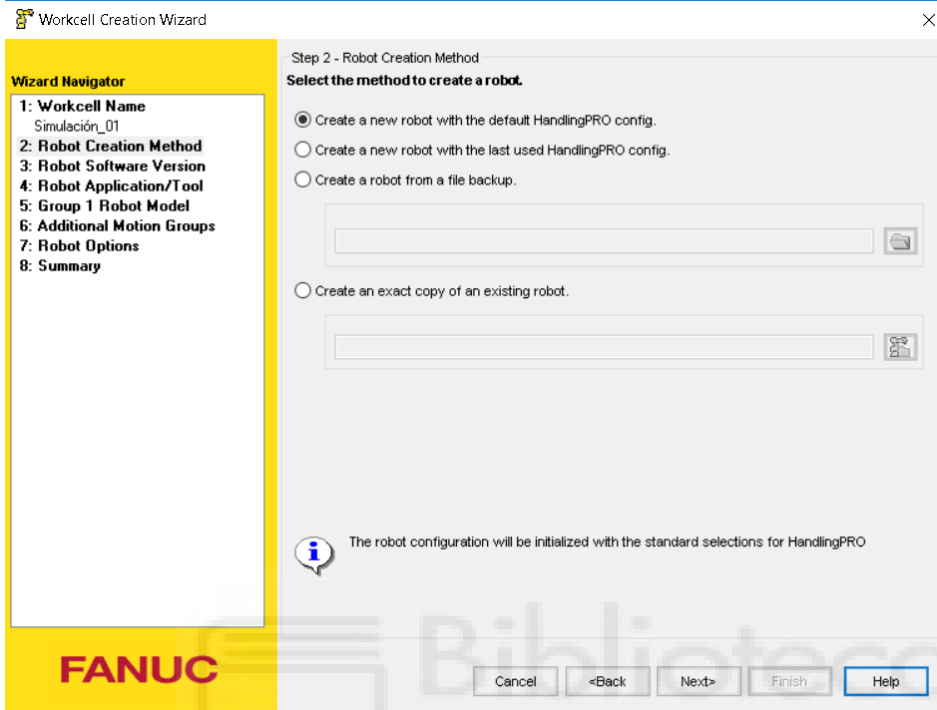 Workcell Creation Wizard
Wizard Navigator
1: Workcell Name
Simulación_01
2: Robot Creation Method
3: Robot Software Version
4: Robot Application/Tool
5: Group 1 Robot Model
6: Additional Motion Groups
7: Robot Options
8: Summary
Step 2 - Robot Creation Method
Select the method to create a robot.
Create a new robot with the default HandlingPRO config.
Create a new robot with the last used HandlingPRO config.
Create a robot from a file backup.
Create an exact copy of an existing robot.
The robot configuration will be initialized with the standard selections for HandlingPRO
FANUC
Cancel
<Back
Next>
Finish
Help